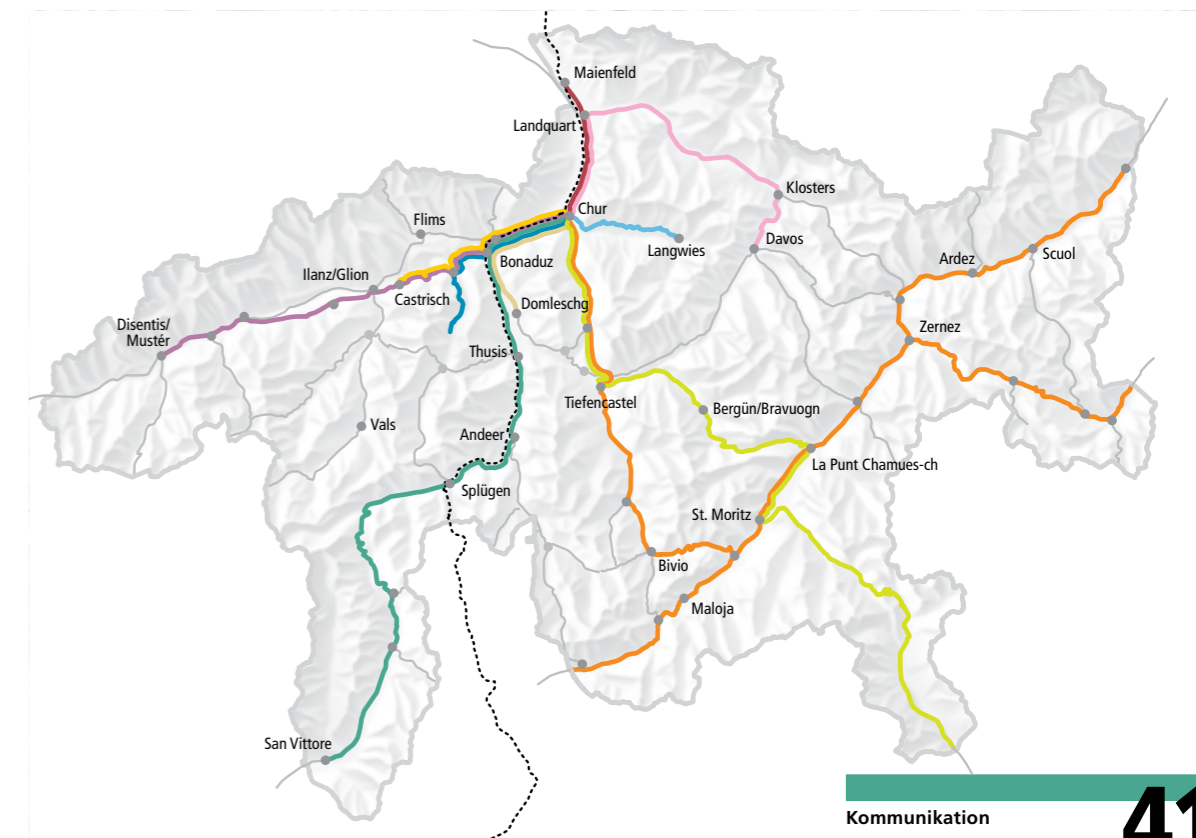 Maienfeld
Landquart
Klosters
Chur
Flims
Langwies
Davos
Bonaduz
Ardez
Scuol
Ilanz/Glion
Castrisch
Domleschg
Disentis/
Mustér
Zernez
Thusis
Tiefencastel
Bergün/Bravuogn
Vals
Andeer
La Punt Chamues-ch
Splügen
St. Moritz
Bivio
Maloja
San Vittore
Kommunikation
41